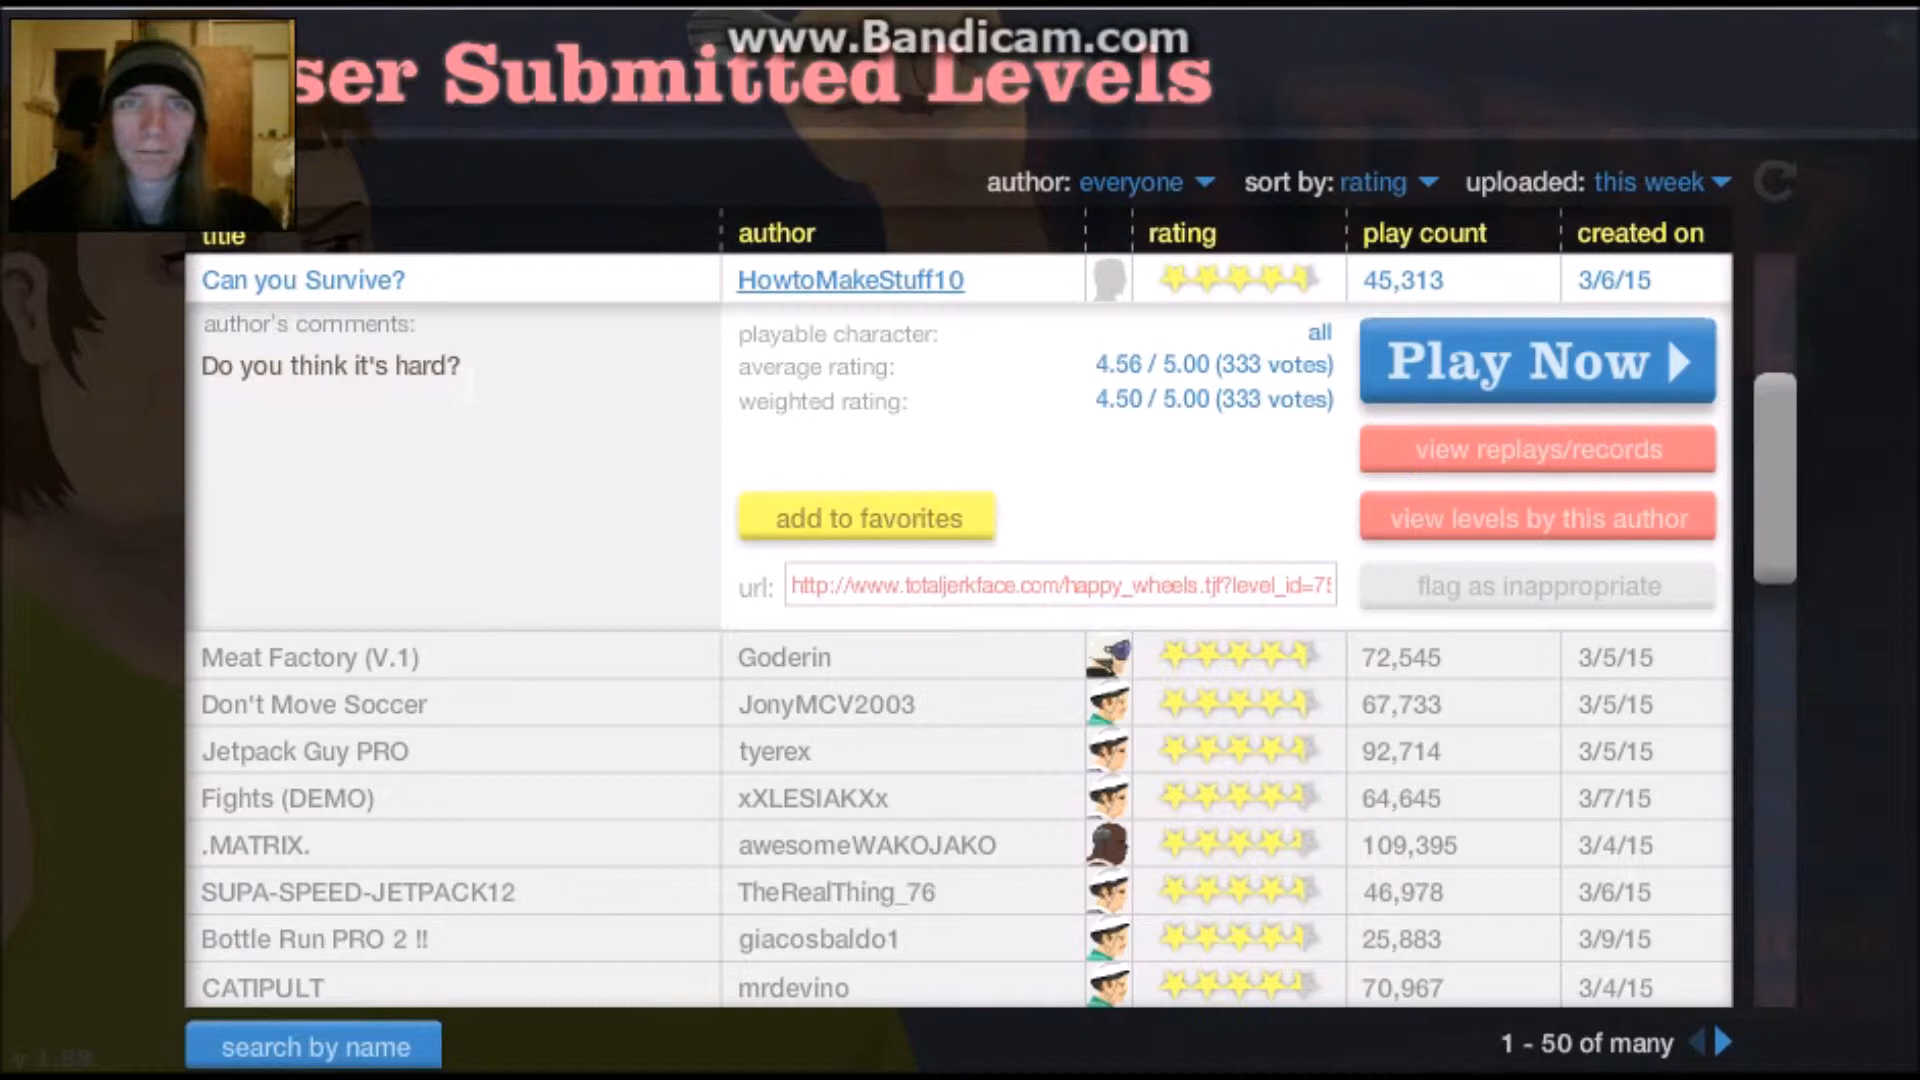 www.Bandicam.com
ser Submitted Levels
author: everyone sort by: rating uploaded: this week
title author rating play count created on
Can you Survive? HowtoMakeStuff10 45,313 3/6/15
author's comments:
Do you think it's hard?
playable character: all
average rating: 4.56 / 5.00 (333 votes)
weighted rating: 4.50 / 5.00 (333 votes)
Play Now
view replays/records
add to favorites
view levels by this author
url: http://www.totaljerkface.com/happy_wheels.tjf?level_id=75
flag as inappropriate
Meat Factory (V.1) Goderin 72,545 3/5/15
Don't Move Soccer JonyMCV2003 67,733 3/5/15
Jetpack Guy PRO tyerex 92,714 3/5/15
Fights (DEMO) xXLESIAKXx 64,645 3/7/15
.MATRIX. awesomeWAKOJAKO 109,395 3/4/15
SUPA-SPEED-JETPACK12 TheRealThing_76 46,978 3/6/15
Bottle Run PRO 2 !! giacosbaldo1 25,883 3/9/15
CATIPULT mrdevino 70,967 3/4/15
search by name
1 - 50 of many